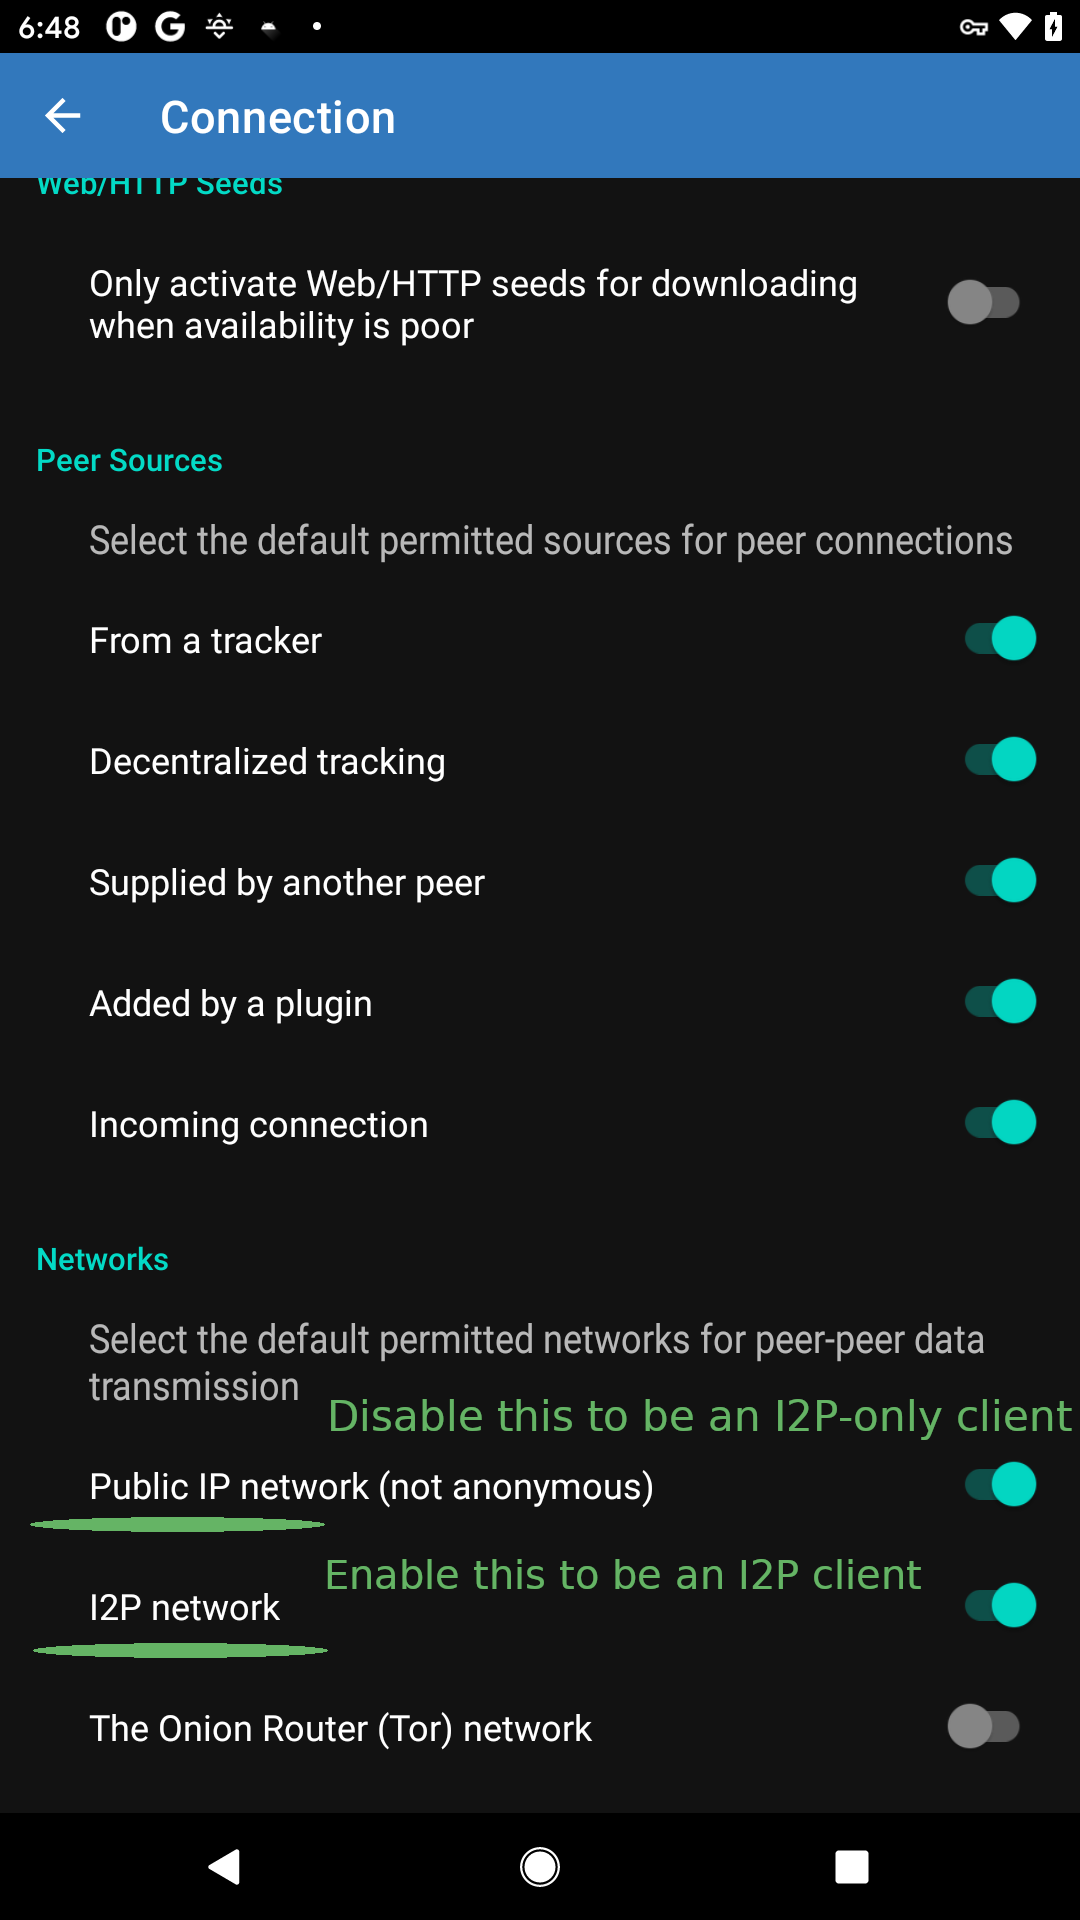 6:48
Connection
Web/HTTP Seeds
Only activate Web/HTTP seeds for downloading
when availability is poor
Peer Sources
Select the default permitted sources for peer connections
From a tracker
Decentralized tracking
Supplied by another peer
Added by a plugin
Incoming connection
Networks
Select the default permitted networks for peer-peer data
transmission
Disable this to be an I2P-only client
Public IP network (not anonymous)
Enable this to be an I2P client
I2P network
The Onion Router (Tor) network